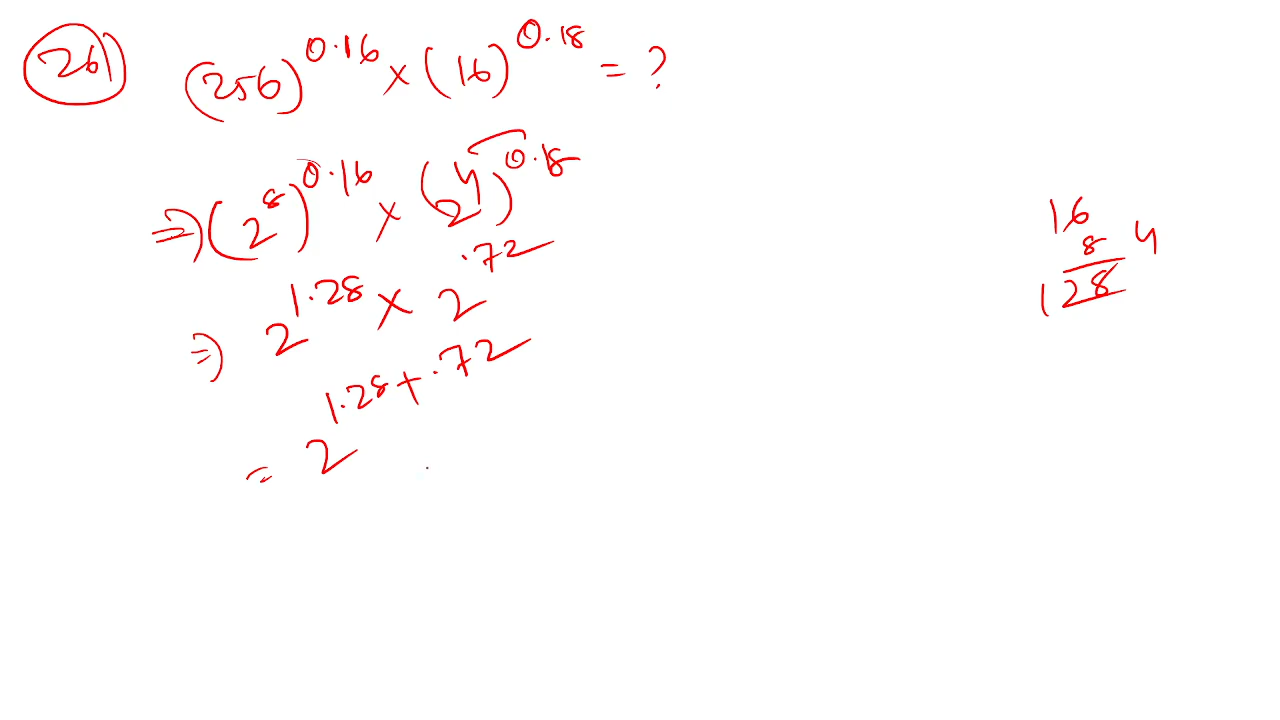 26) (256)^0.16 × (16)^0.18 = ?
⇒ (2^8)^0.16 × (2^4)^0.18
⇒ 2^1.28 × 2^.72
= 2^1.28+.72
16
8 4
128